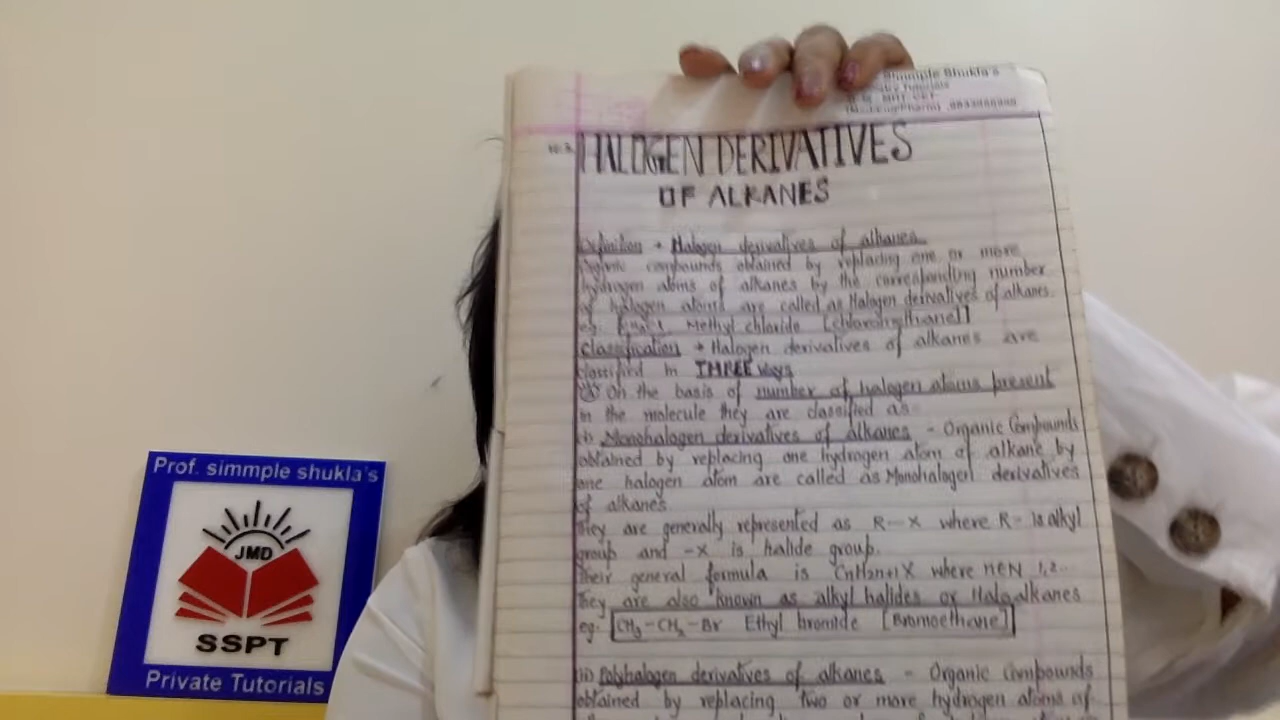 Simmple Shukla's
Tutorials
10.3.
HALOGEN DERIVATIVES
OF ALKANES
Definition → Halogen derivatives of alkanes
Organic compounds obtained by replacing one or more
hydrogen atoms of alkanes by the corresponding number
of halogen atoms are called as Halogen derivatives of alkanes.
eg. Methyl chloride [chloromethane]
Classification → Halogen derivatives of alkanes are
classified in THREE ways
On the basis of number of halogen atoms present
in the molecule they are classified as
(i) Monohalogen derivatives of alkanes - Organic Compounds
obtained by replacing one hydrogen atom of alkane by
one halogen atom are called as Monohalogen derivatives
of alkanes
They are generally represented as R-X where R- is alkyl
group and -X is halide group.
Their general formula is CnH2n+1X where n∈N 1,2..
They are also known as alkyl halides or Haloalkanes
eg. CH3-CH2-Br Ethyl bromide [Bromoethane]
(ii) Polyhalogen derivatives of alkanes - Organic Compounds
obtained by replacing two or more hydrogen atoms of
Prof. simmple shukla's
JMD
SSPT
Private Tutorials